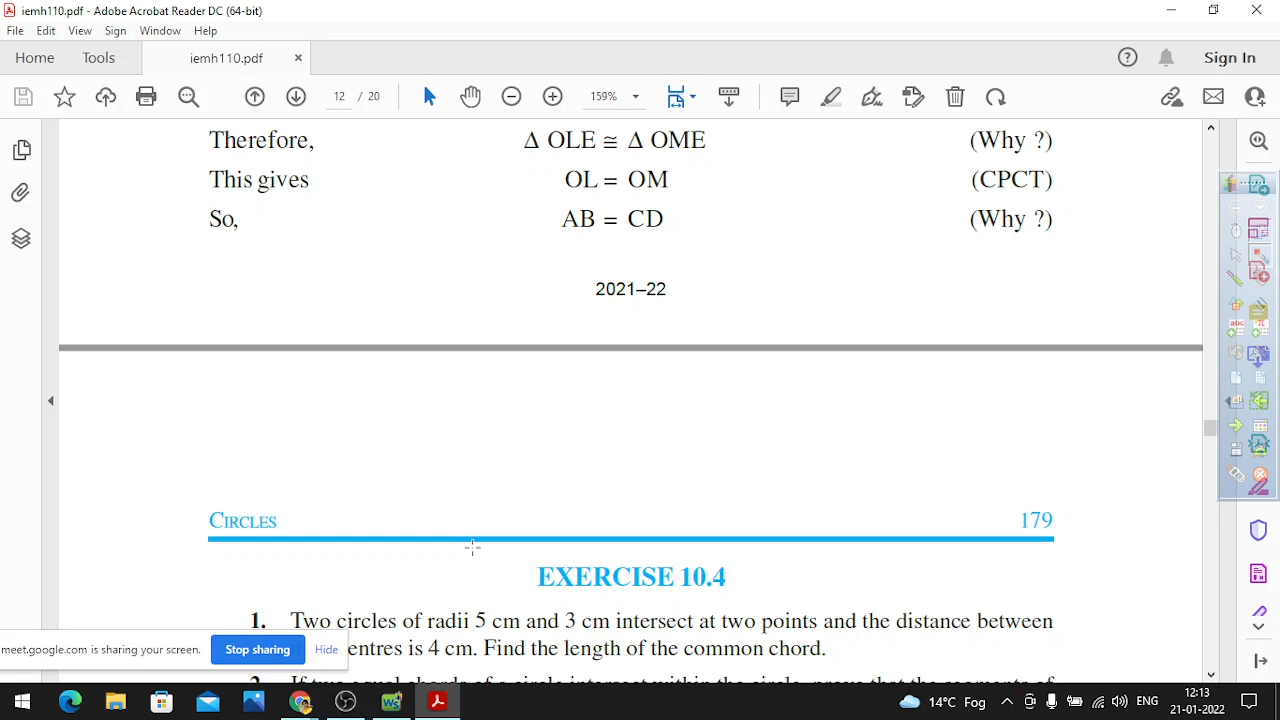 iemh110.pdf - Adobe Acrobat Reader DC (64-bit)
File Edit View Sign Window Help
Home Tools iemh110.pdf × Sign In
12 / 20 159%
Therefore, Δ OLE ≅ Δ OME (Why ?)
This gives OL = OM (CPCT)
So, AB = CD (Why ?)
2021–22
CIRCLES 179
EXERCISE 10.4
1. Two circles of radii 5 cm and 3 cm intersect at two points and the distance between
entres is 4 cm. Find the length of the common chord.
meet.google.com is sharing your screen. Stop sharing Hide
14°C Fog ENG 12:13
21-01-2022